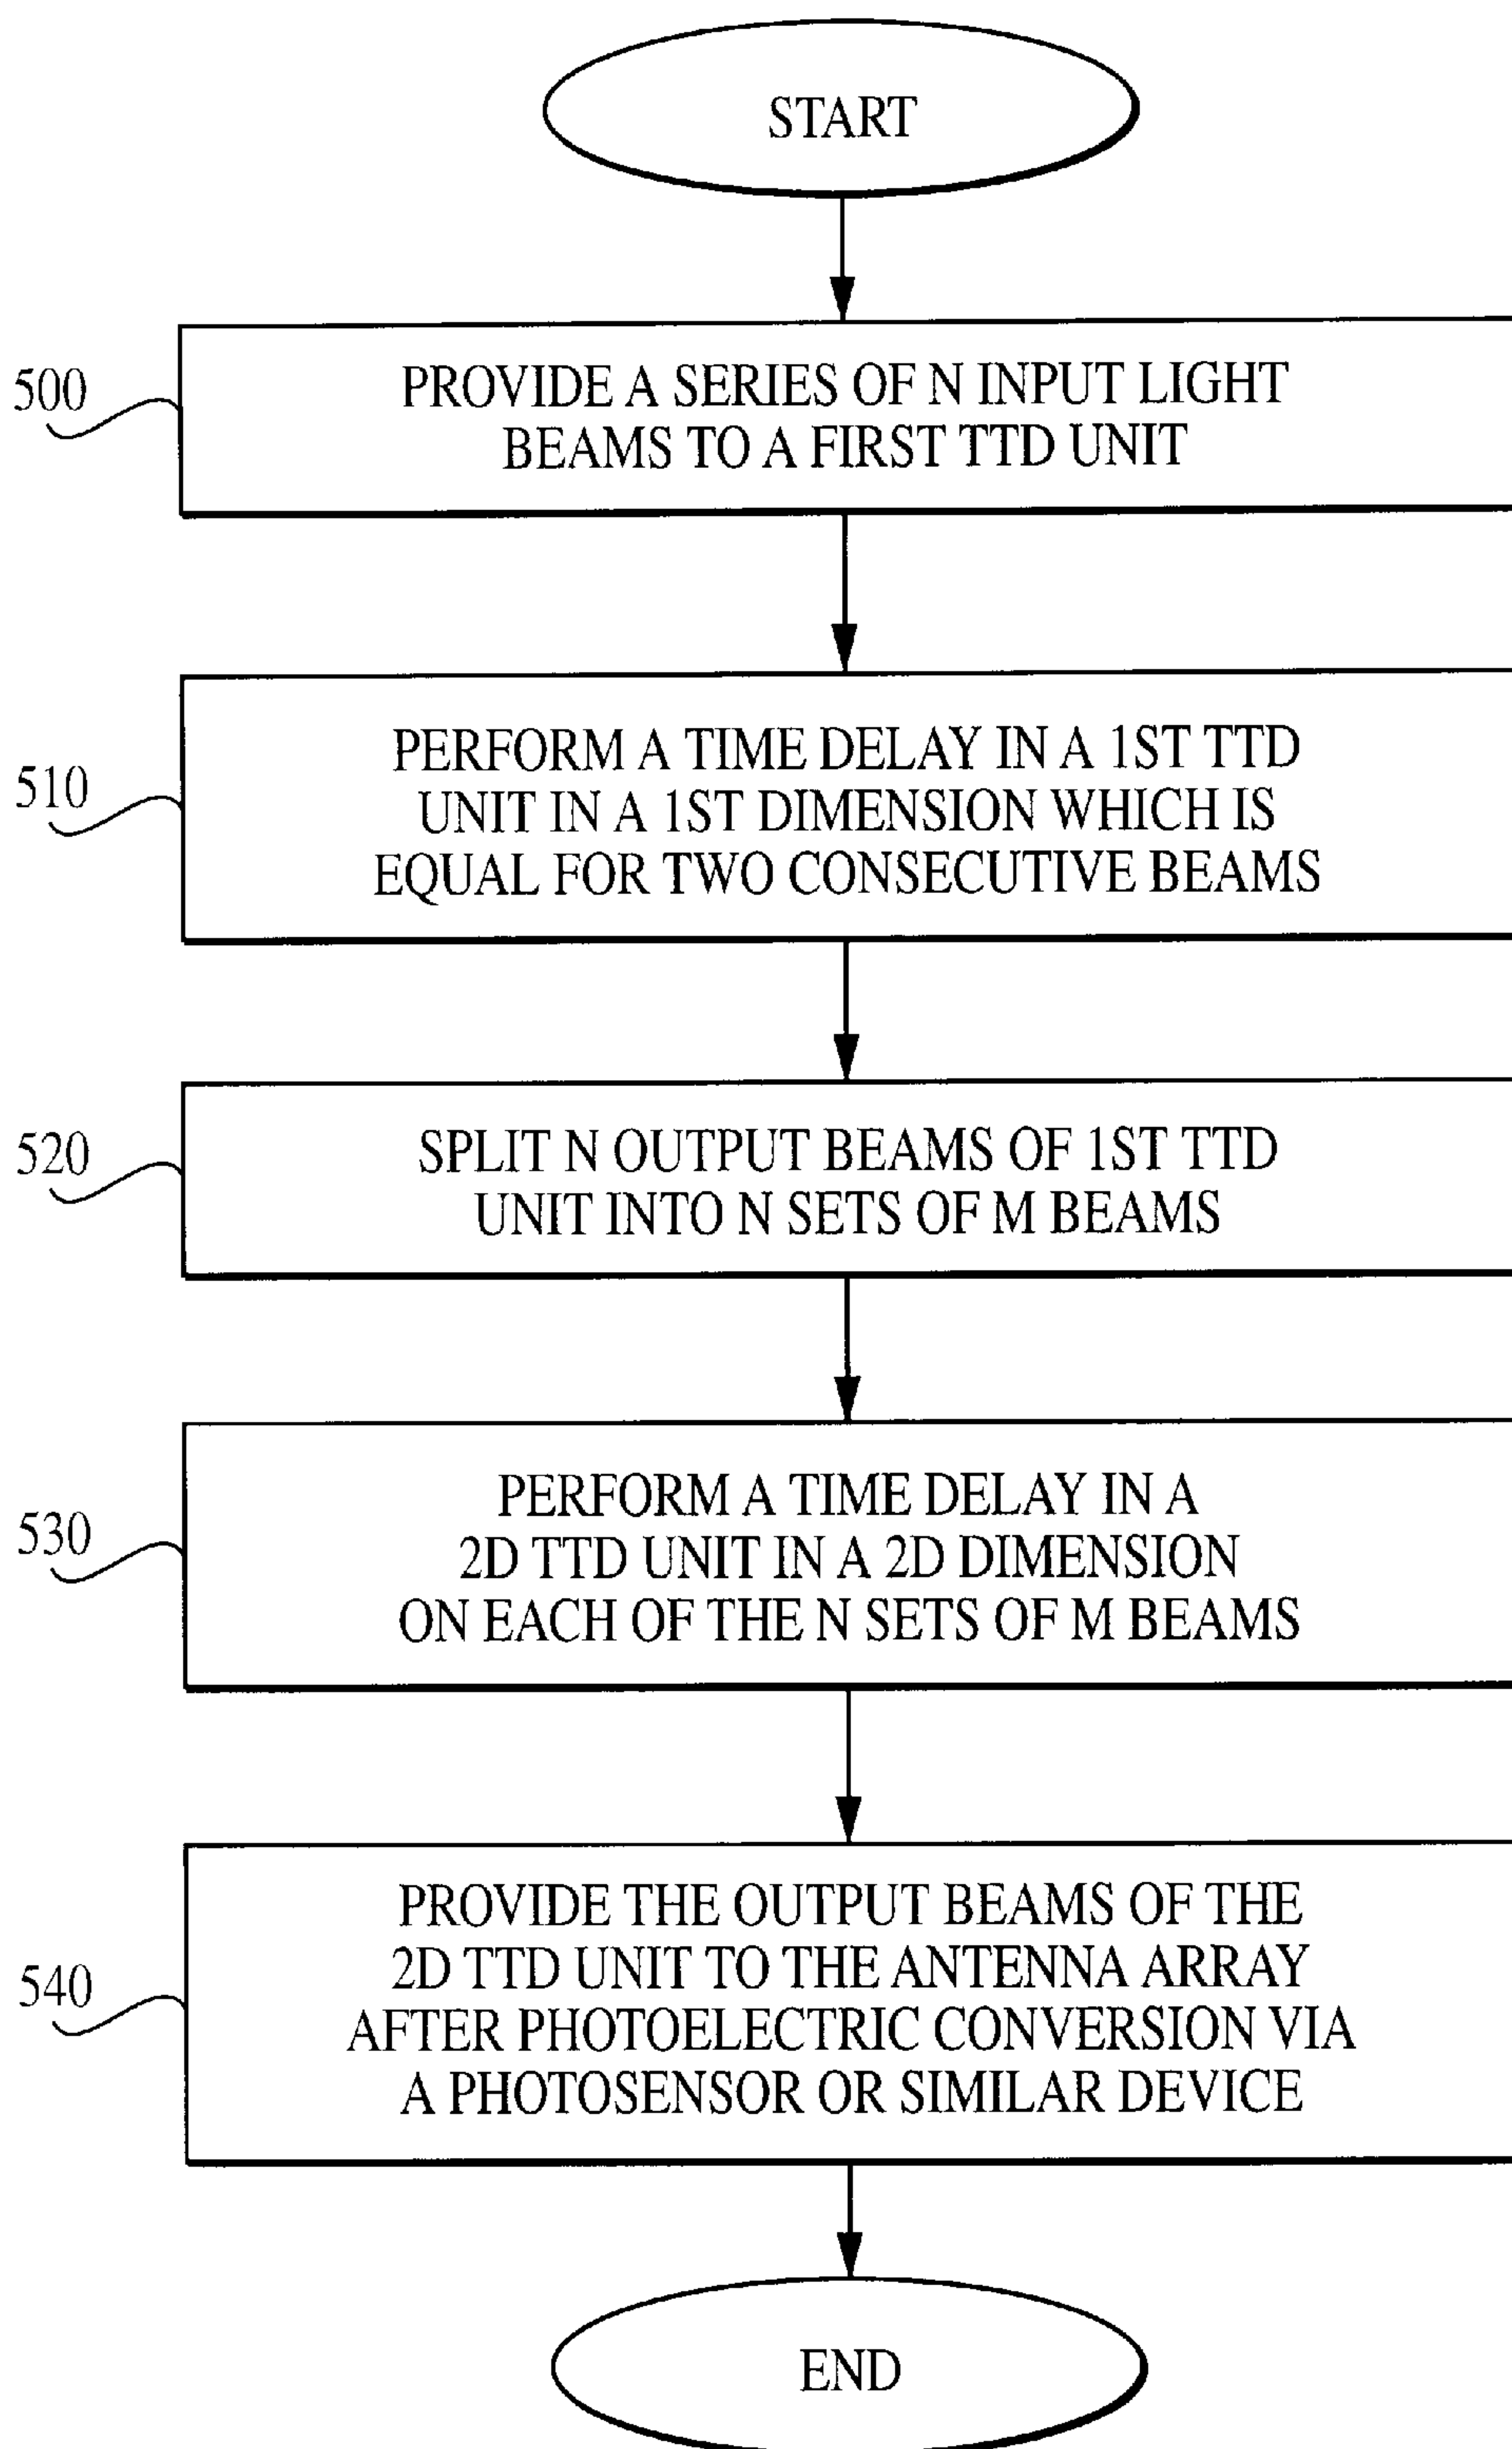 START
500
PROVIDE A SERIES OF N INPUT LIGHT
BEAMS TO A FIRST TTD UNIT
510
PERFORM A TIME DELAY IN A 1ST TTD
UNIT IN A 1ST DIMENSION WHICH IS
EQUAL FOR TWO CONSECUTIVE BEAMS
520
SPLIT N OUTPUT BEAMS OF 1ST TTD
UNIT INTO N SETS OF M BEAMS
530
PERFORM A TIME DELAY IN A
2D TTD UNIT IN A 2D DIMENSION
ON EACH OF THE N SETS OF M BEAMS
540
PROVIDE THE OUTPUT BEAMS OF THE
2D TTD UNIT TO THE ANTENNA ARRAY
AFTER PHOTOELECTRIC CONVERSION VIA
A PHOTOSENSOR OR SIMILAR DEVICE
END